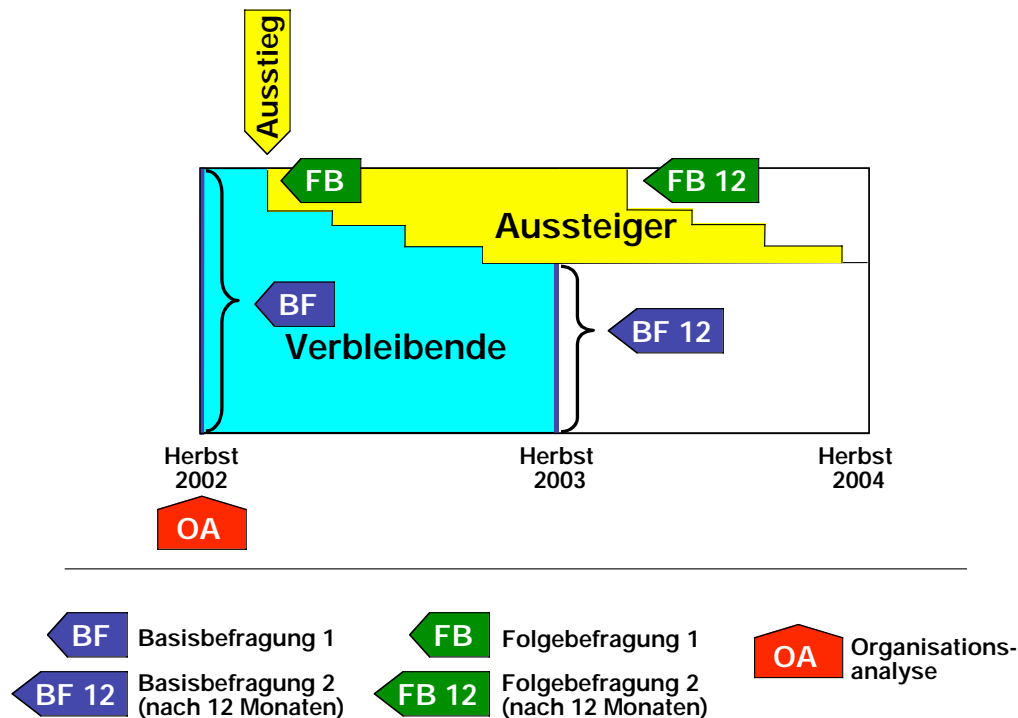 Ausstieg
FB
FB 12
Aussteiger
BF
BF 12
Verbleibende
Herbst
2002
Herbst
2003
Herbst
2004
OA
BF
Basisbefragung 1
FB
Folgebefragung 1
OA
Organisations-
analyse
BF 12
Basisbefragung 2
(nach 12 Monaten)
FB 12
Folgebefragung 2
(nach 12 Monaten)